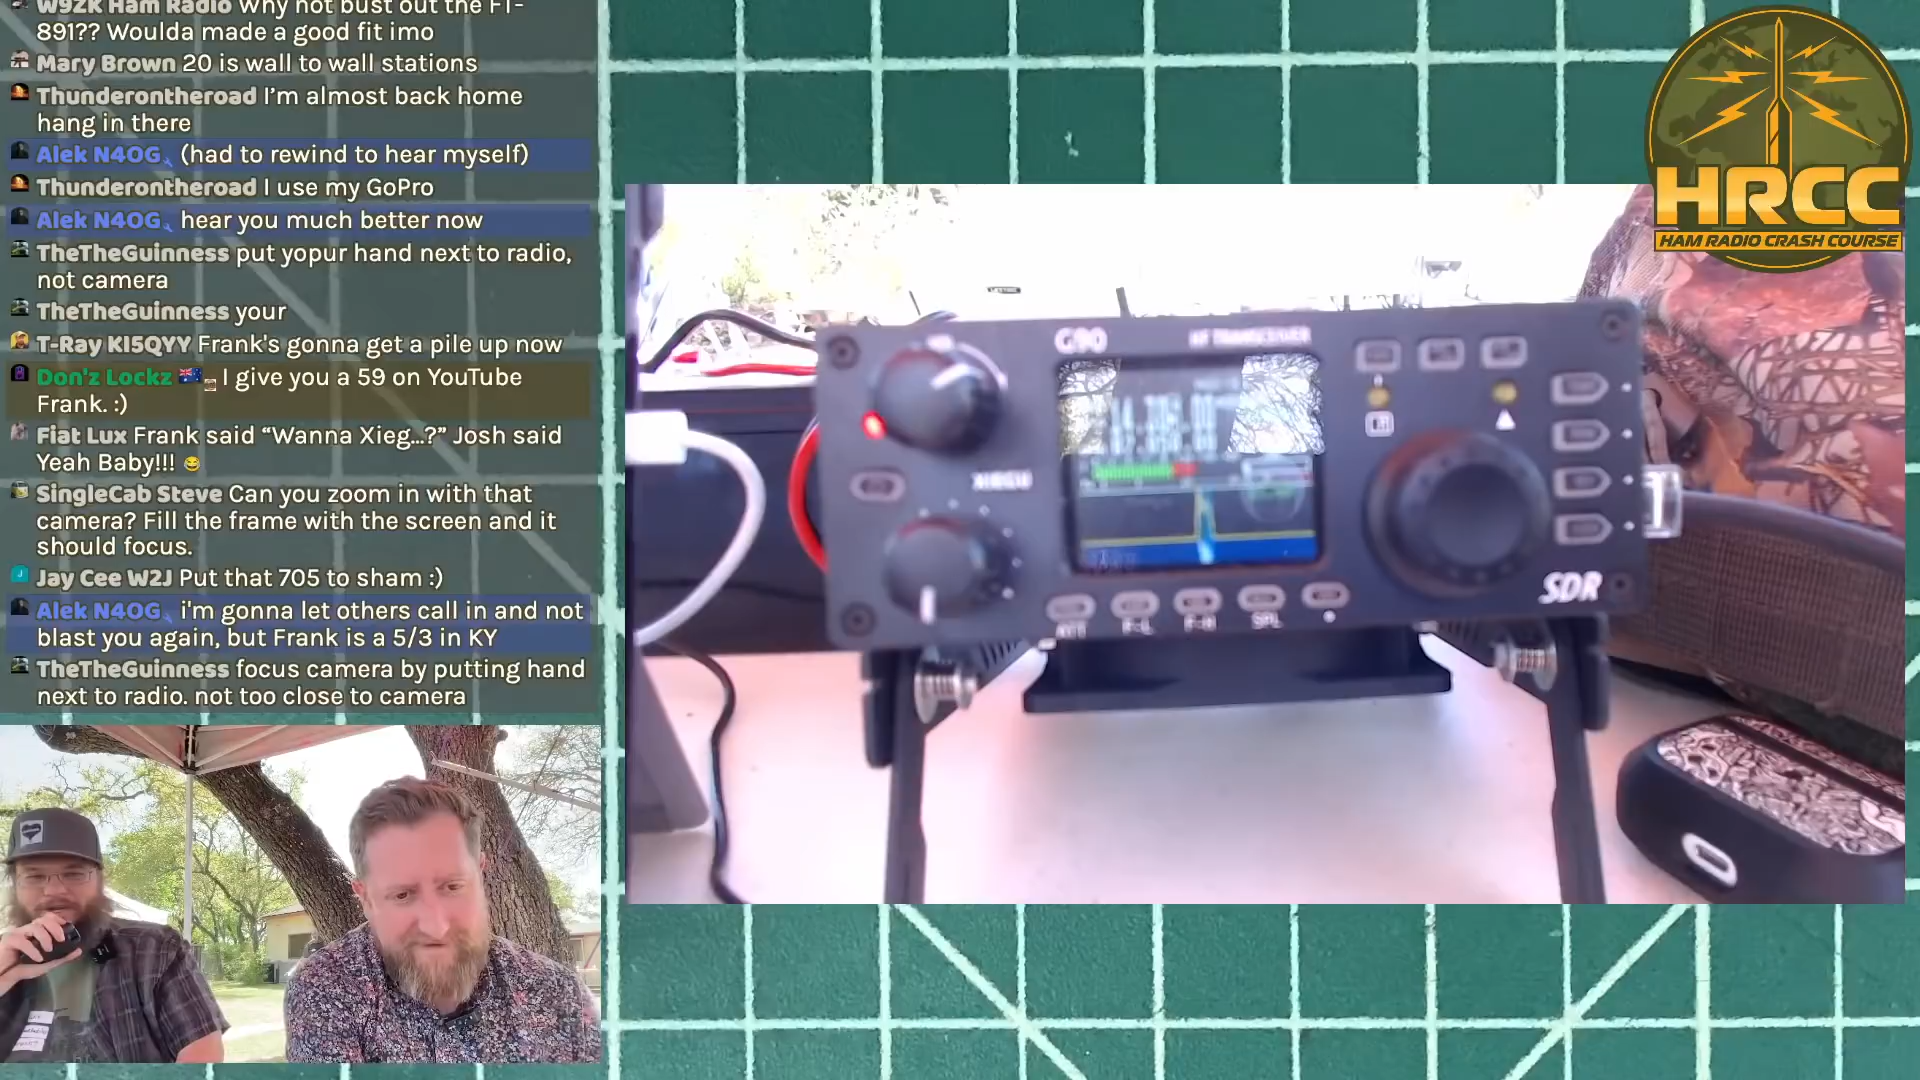 W9ZK Ham Radio Why not bust out the FT-
891?? Woulda made a good fit imo
Mary Brown 20 is wall to wall stations
Thunderontheroad I’m almost back home
hang in there
Alek N4OG (had to rewind to hear myself)
Thunderontheroad I use my GoPro
Alek N4OG hear you much better now
TheTheGuinness put yopur hand next to radio,
not camera
TheTheGuinness your
T-Ray KI5QYY Frank's gonna get a pile up now
Don'z Lockz I give you a 59 on YouTube
Frank. :)
Fiat Lux Frank said “Wanna Xieg...?” Josh said
Yeah Baby!!! 😂
SingleCab Steve Can you zoom in with that
camera? Fill the frame with the screen and it
should focus.
Jay Cee W2J Put that 705 to sham :)
Alek N4OG i'm gonna let others call in and not
blast you again, but Frank is a 5/3 in KY
TheTheGuinness focus camera by putting hand
next to radio. not too close to camera
HRCC
HAM RADIO CRASH COURSE
G90
HF TRANSCEIVER
XIEGU
SDR
SPL